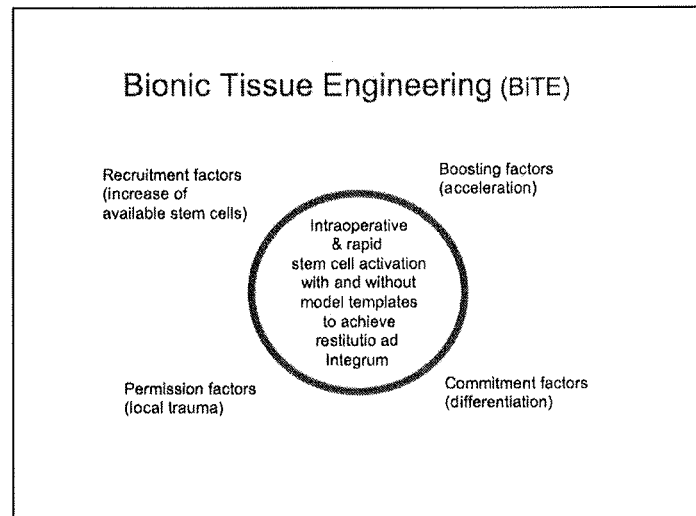 Bionic Tissue Engineering (BiTE)
Recruitment factors
(increase of
available stem cells)
Boosting factors
(acceleration)
Intraoperative
& rapid
stem cell activation
with and without
model templates
to achieve
restitutio ad
Integrum
Permission factors
(local trauma)
Commitment factors
(differentiation)